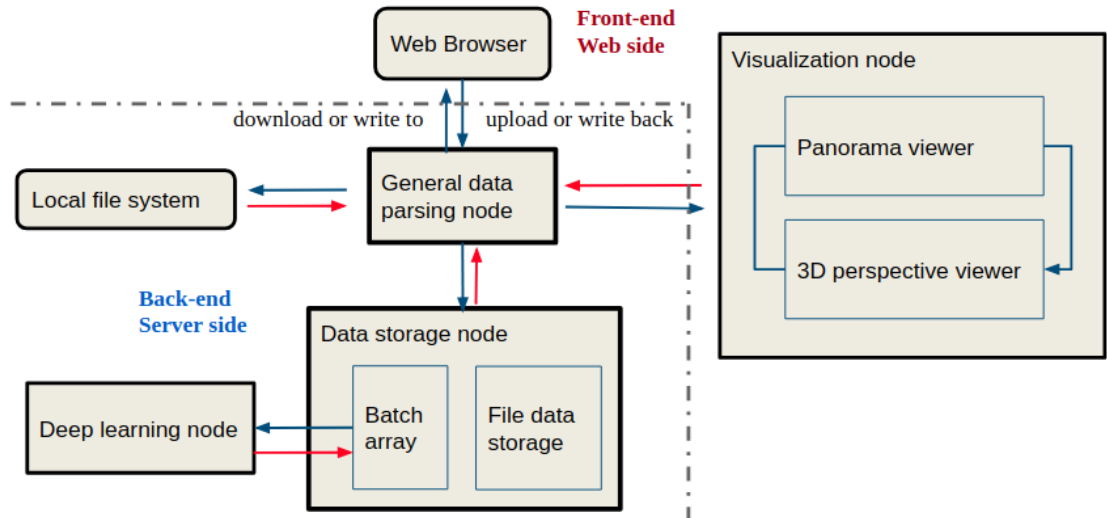 Web Browser
Front-end
Web side
Visualization node
download or write to
upload or write back
Panorama viewer
Local file system
General data
parsing node
3D perspective viewer
Back-end
Server side
Data storage node
Deep learning node
Batch
array
File data
storage